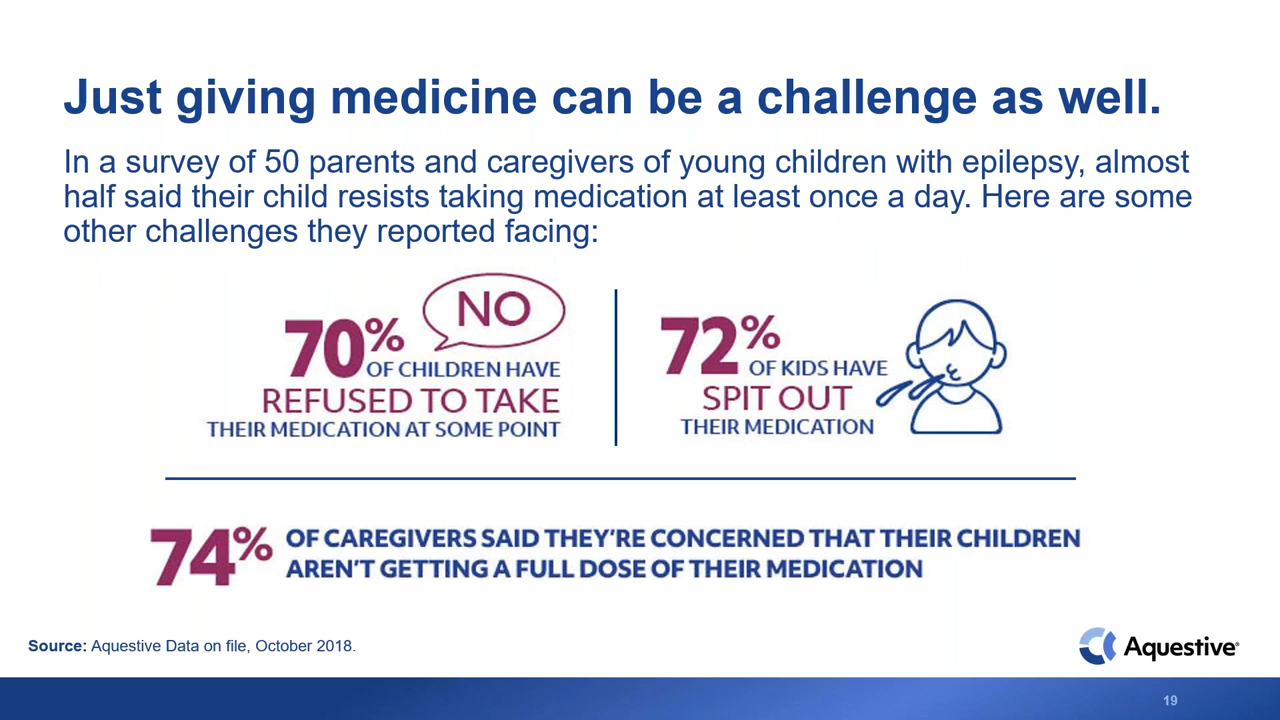 Just giving medicine can be a challenge as well.
In a survey of 50 parents and caregivers of young children with epilepsy, almost
half said their child resists taking medication at least once a day. Here are some
other challenges they reported facing:
NO
70%
OF CHILDREN HAVE
REFUSED TO TAKE
THEIR MEDICATION AT SOME POINT
72%
OF KIDS HAVE
SPIT OUT
THEIR MEDICATION
74%
OF CAREGIVERS SAID THEY'RE CONCERNED THAT THEIR CHILDREN
AREN'T GETTING A FULL DOSE OF THEIR MEDICATION
Source: Aquestive Data on file, October 2018.
Aquestive®
19